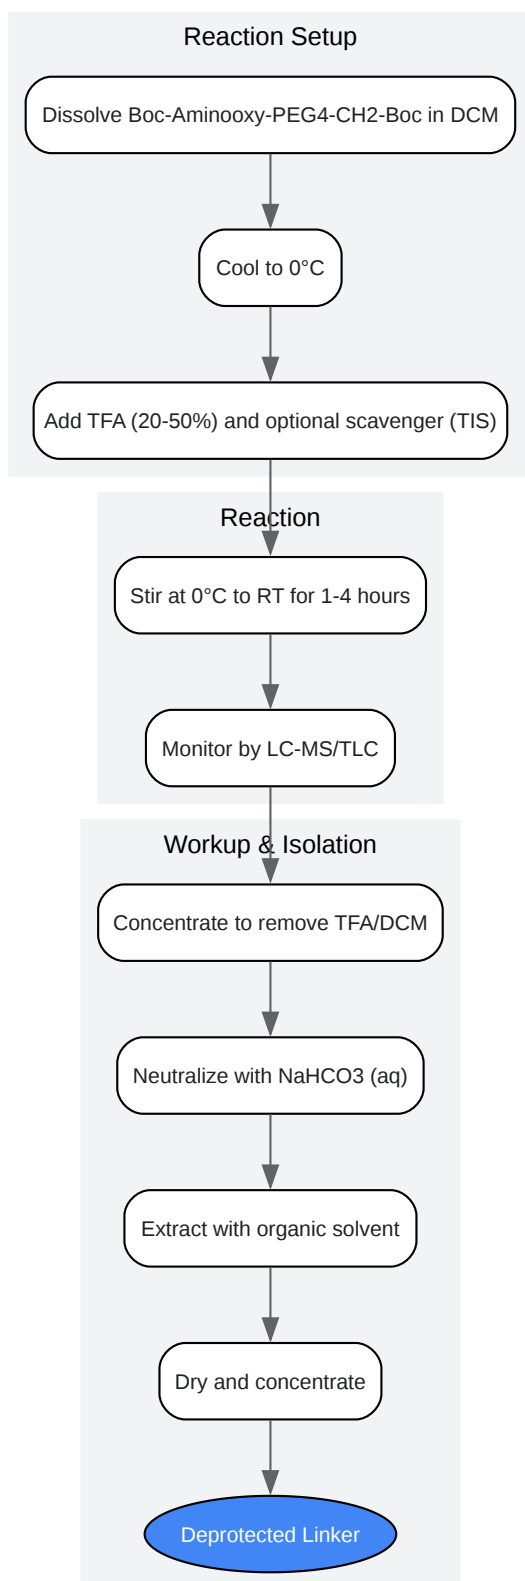 Reaction Setup
Dissolve Boc-Aminooxy-PEG4-CH2-Boc in DCM
Cool to 0°C
Add TFA (20-50%) and optional scavenger (TIS)
Reaction
Stir at 0°C to RT for 1-4 hours
Monitor by LC-MS/TLC
Workup & Isolation
Concentrate to remove TFA/DCM
Neutralize with NaHCO3 (aq)
Extract with organic solvent
Dry and concentrate
Deprotected Linker